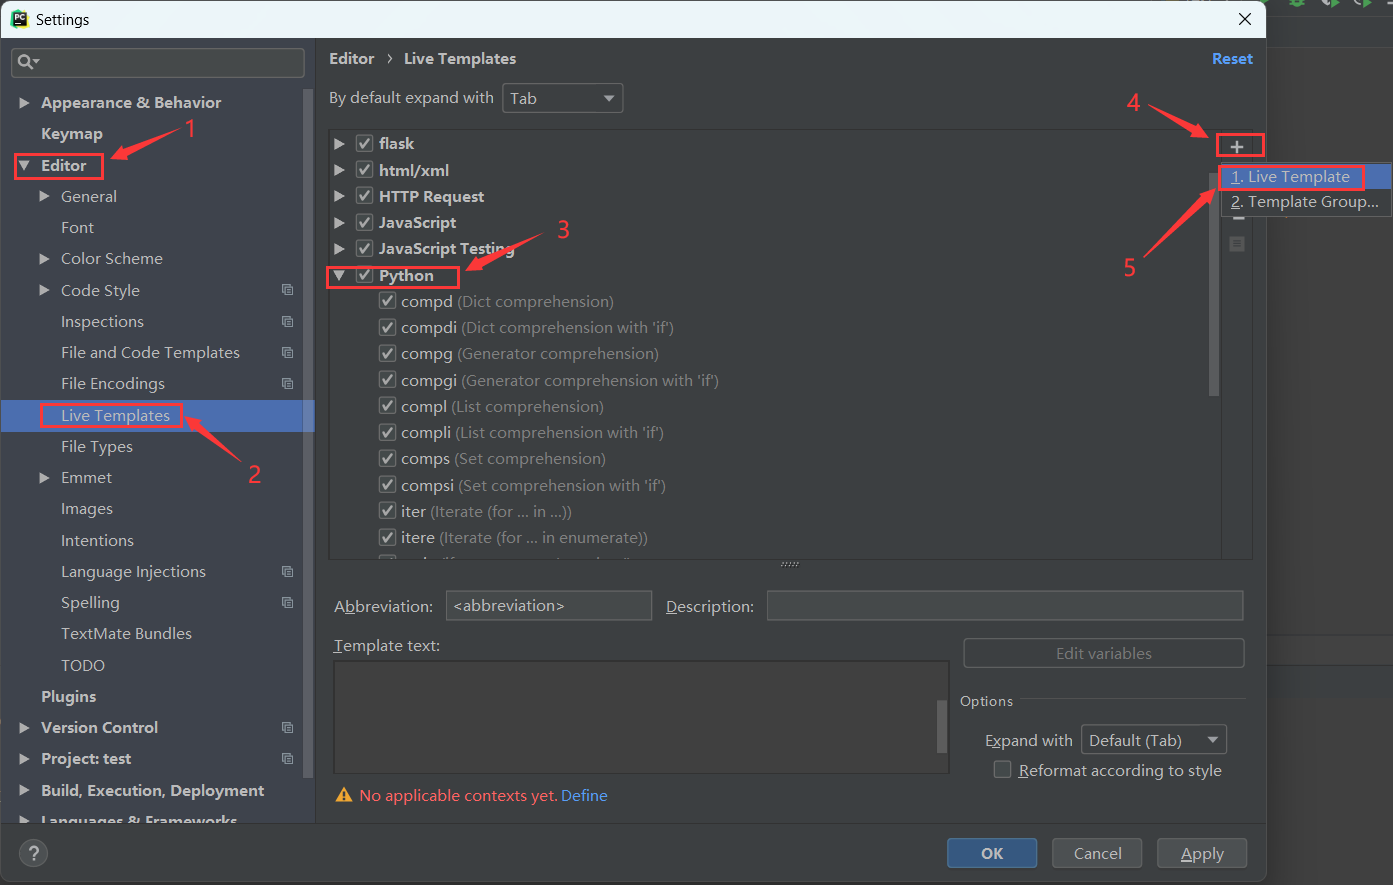 PC Settings
Appearance & Behavior
Keymap
1
Editor
General
Font
Color Scheme
Code Style
Inspections
File and Code Templates
File Encodings
Live Templates
2
File Types
Emmet
Images
Intentions
Language Injections
Spelling
TextMate Bundles
TODO
Plugins
Version Control
Project: test
Build, Execution, Deployment
Languages & Frameworks
Editor › Live Templates
Reset
By default expand with Tab
4
flask
html/xml
HTTP Request
JavaScript
JavaScript Testing
3
Python
compd (Dict comprehension)
compdi (Dict comprehension with 'if')
compg (Generator comprehension)
compgi (Generator comprehension with 'if')
compl (List comprehension)
compli (List comprehension with 'if')
comps (Set comprehension)
compsi (Set comprehension with 'if')
iter (Iterate (for ... in ...))
itere (Iterate (for ... in enumerate))
+
1. Live Template
2. Template Group...
5
Abbreviation: <abbreviation> Description:
Template text:
Edit variables
Options
Expand with Default (Tab)
Reformat according to style
No applicable contexts yet. Define
? OK Cancel Apply